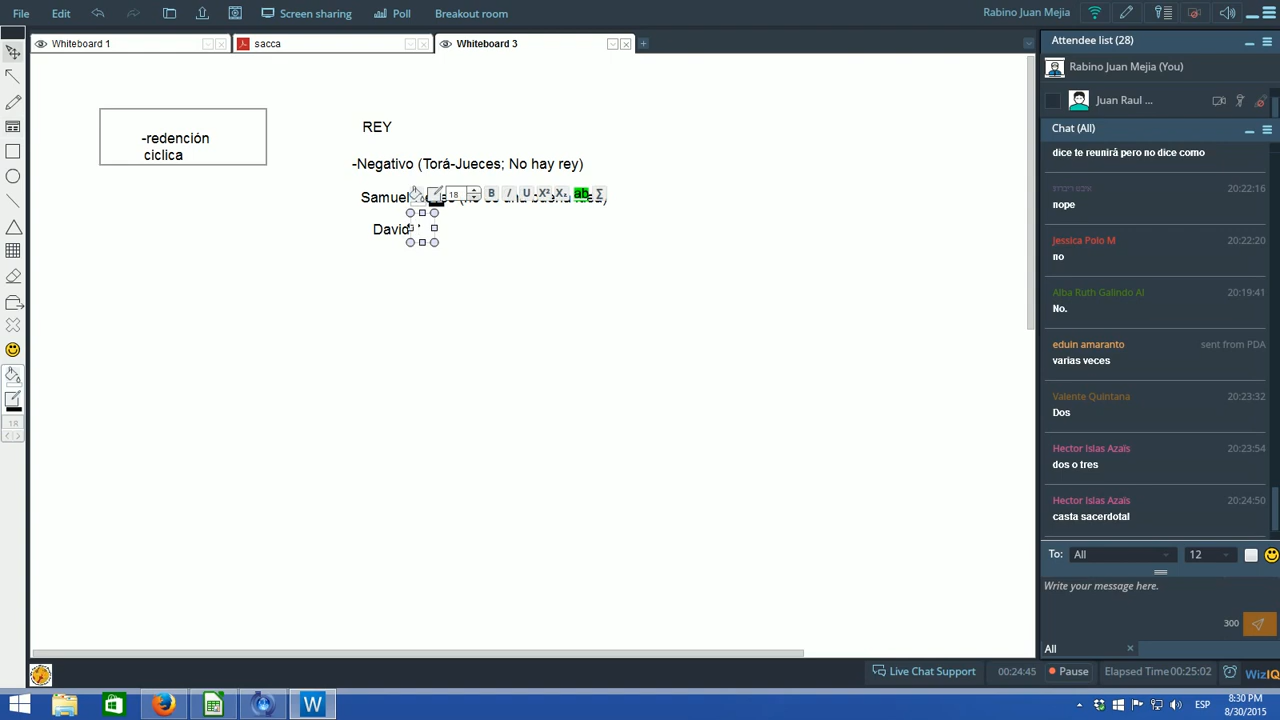 File
Edit
Screen sharing
Poll
Breakout room
Rabino Juan Mejia
Whiteboard 1
sacca
Whiteboard 3
-redención
ciclica
REY
-Negativo (Torá-Jueces; No hay rey)
Samuel
18
B
I
U
X²
X₂
ab
Σ
David
18
Attendee list (28)
Rabino Juan Mejia (You)
Juan Raul ...
Chat (All)
dice te reunirá pero no dice como
20:22:16
nope
Jessica Polo M
20:22:20
no
Alba Ruth Galindo Al
20:19:41
No.
eduin amaranto
sent from PDA
varias veces
Valente Quintana
20:23:32
Dos
Hector Islas Azaïs
20:23:54
dos o tres
Hector Islas Azaïs
20:24:50
casta sacerdotal
To:
All
12
Write your message here.
300
All
Live Chat Support
00:24:45
Pause
Elapsed Time
00:25:02
WizIQ
W
ESP
8:30 PM
8/30/2015